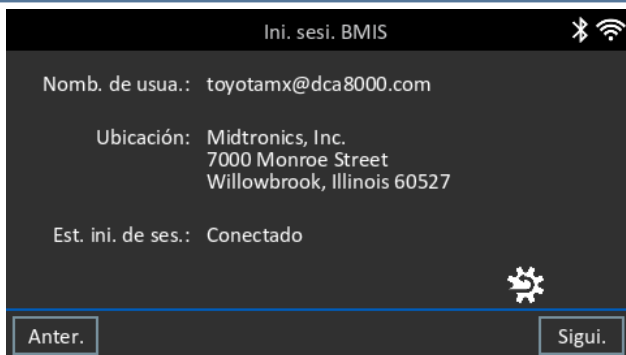 Ini. sesi. BMIS
Nomb. de usua.: toyotamx@dca8000.com
Ubicación: Midtronics, Inc.
7000 Monroe Street
Willowbrook, Illinois 60527
Est. ini. de ses.: Conectado
Anter.
Sigui.